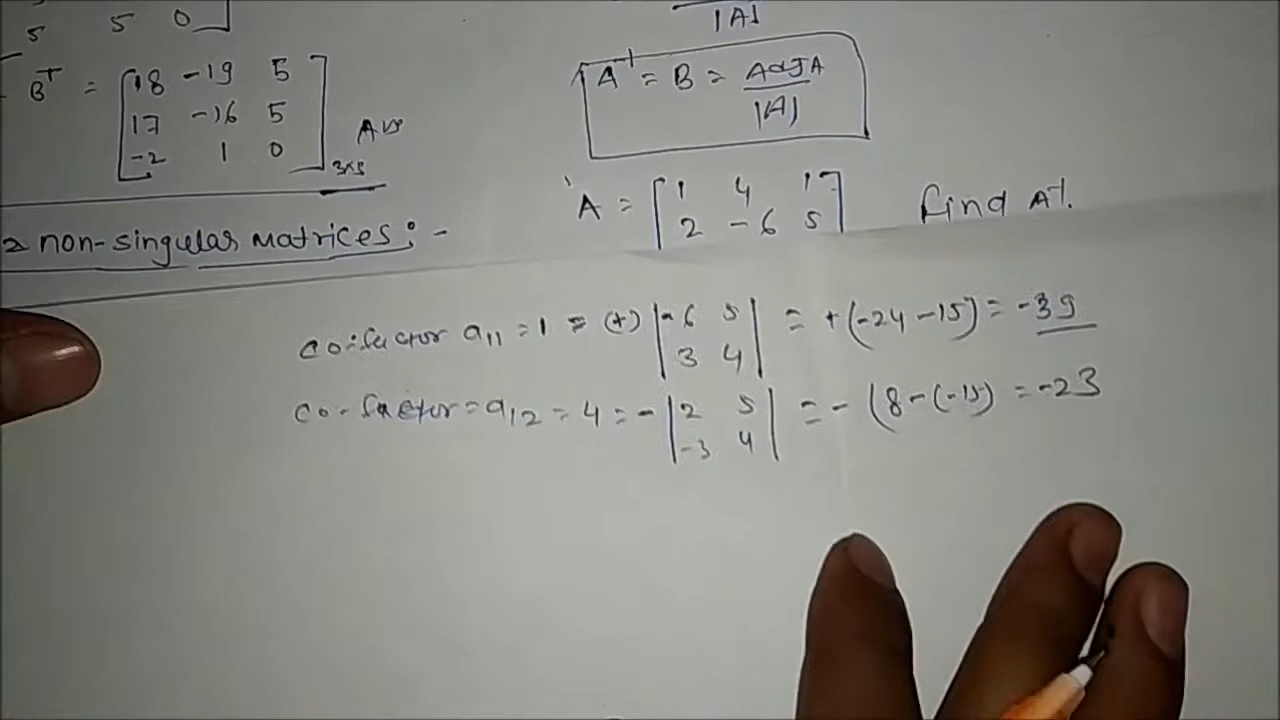 5 5 0
|A|
B^T = [18 -19 5
17 -16 5
-2 1 0] 3x3 Ans
A^-1 = B = AdjA
|A|
2 non-singular matrices: -
A = [1 4 1
2 -6 5] Find A^-1.
co-factor a11 = 1 = (+) |-6 5
3 4| = +(-24 -15) = -39
co-factor = a12 = 4 = - |2 5
-3 4| = - (8-(-15) = -23